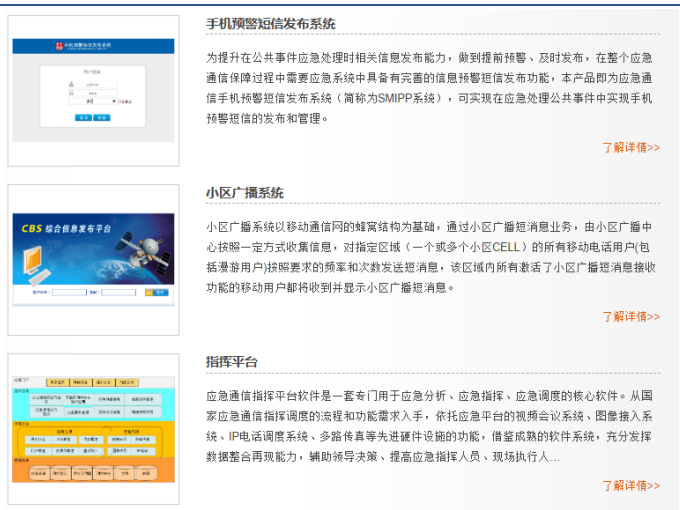 手机预警短信发布系统
为提升在公共事件应急处理时相关信息发布能力，做到提前预警、及时发布，在整个应急
通信保障过程中需要应急系统中具备有完善的信息预警短信发布功能，本产品即为应急通
信手机预警短信发布系统（简称为SMIPP系统），可实现在应急处理公共事件中实现手机
预警短信的发布和管理。
了解详情>>
小区广播系统
CBS 综合信息发布平台
小区广播系统以移动通信网的蜂窝结构为基础，通过小区广播短消息业务，由小区广播中
心按照一定方式收集信息，对指定区域（一个或多个小区CELL）的所有移动电话用户(包
括漫游用户)按照要求的频率和次数发送短消息，该区域内所有激活了小区广播短消息接收
功能的移动用户都将收到并显示小区广播短消息。
了解详情>>
指挥平台
应急通信指挥平台软件是一套专门用于应急分析、应急指挥、应急调度的核心软件。从国
家应急通信指挥调度的流程和功能需求入手，依托应急平台的视频会议系统、图像接入系
统、IP电话调度系统、多路传真等先进硬件设施的功能，借鉴成熟的软件系统，充分发挥
数据整合再现能力，辅助领导决策、提高应急指挥人员、现场执行人...
了解详情>>